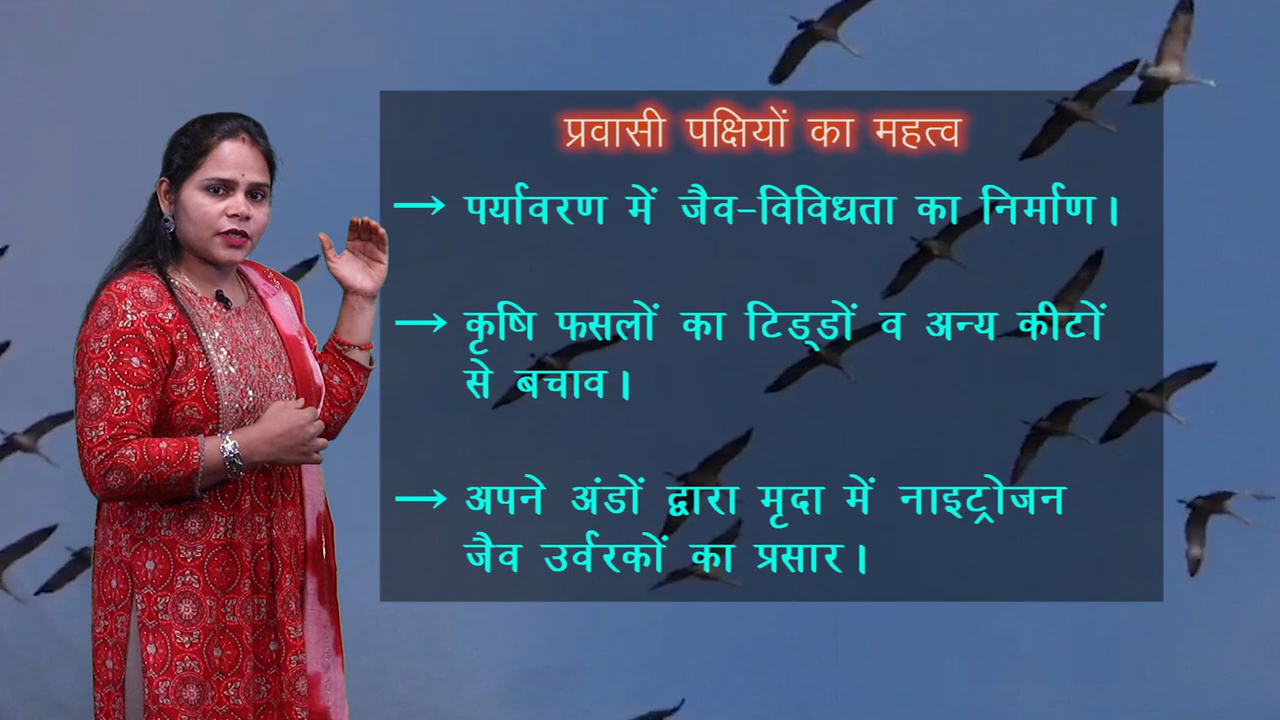 प्रवासी पक्षियों का महत्व
→ पर्यावरण में जैव-विविधता का निर्माण।
→ कृषि फसलों का टिड्डों व अन्य कीटों
से बचाव।
→ अपने अंडों द्वारा मृदा में नाइट्रोजन
जैव उर्वरकों का प्रसार।